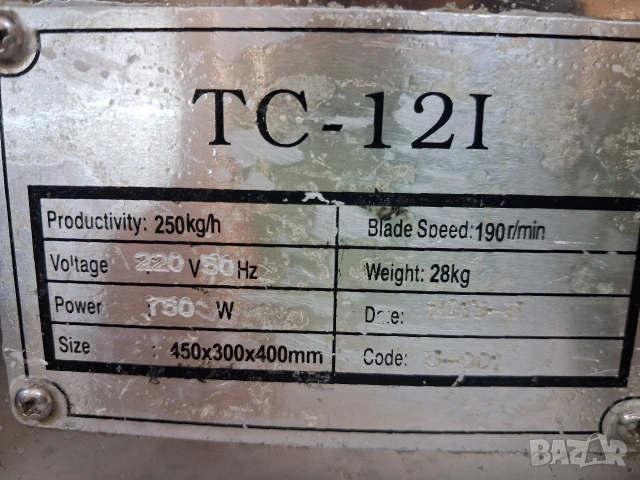 TC-12I
Productivity: 250kg/h
Blade Speed: 190r/min
Voltage : 220 V 50 Hz
Weight: 28kg
Power : 750 W
Date:
Size : 450x300x400mm
Code:
BAZAR